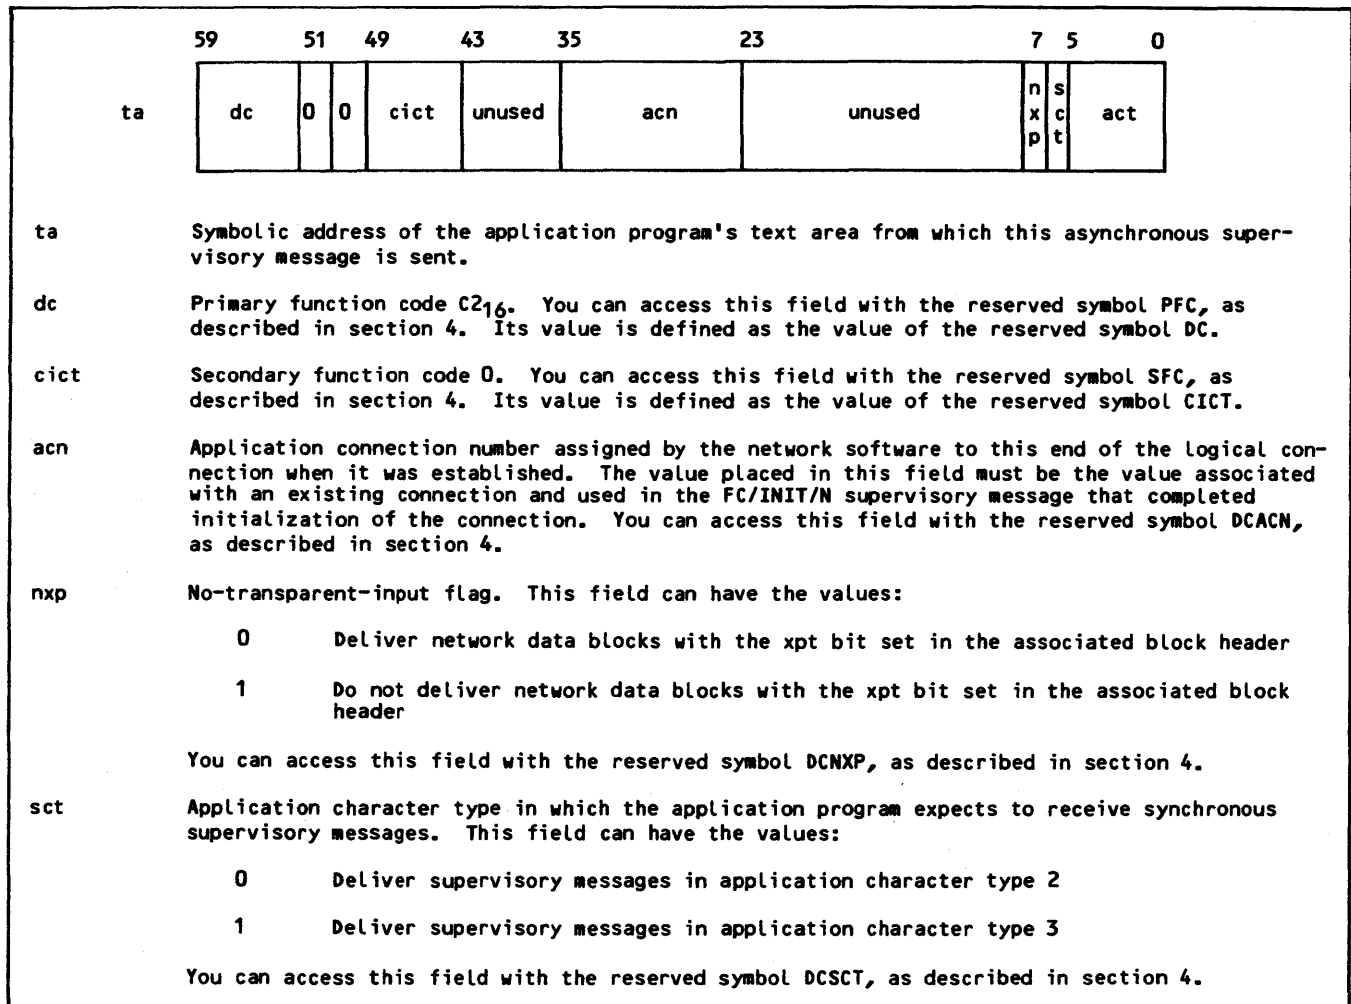 59 51 49 43 35 23 7 5 0
ta dc 0 0 cict unused acn unused nxp sct act
ta Symbolic address of the application program's text area from which this asynchronous super-
visory message is sent.
dc Primary function code C2₁₆. You can access this field with the reserved symbol PFC, as
described in section 4. Its value is defined as the value of the reserved symbol DC.
cict Secondary function code 0. You can access this field with the reserved symbol SFC, as
described in section 4. Its value is defined as the value of the reserved symbol CICT.
acn Application connection number assigned by the network software to this end of the logical con-
nection when it was established. The value placed in this field must be the value associated
with an existing connection and used in the FC/INIT/N supervisory message that completed
initialization of the connection. You can access this field with the reserved symbol DCACN,
as described in section 4.
nxp No-transparent-input flag. This field can have the values:
0 Deliver network data blocks with the xpt bit set in the associated block header
1 Do not deliver network data blocks with the xpt bit set in the associated block
header
You can access this field with the reserved symbol DCNXP, as described in section 4.
sct Application character type in which the application program expects to receive synchronous
supervisory messages. This field can have the values:
0 Deliver supervisory messages in application character type 2
1 Deliver supervisory messages in application character type 3
You can access this field with the reserved symbol DCSCT, as described in section 4.